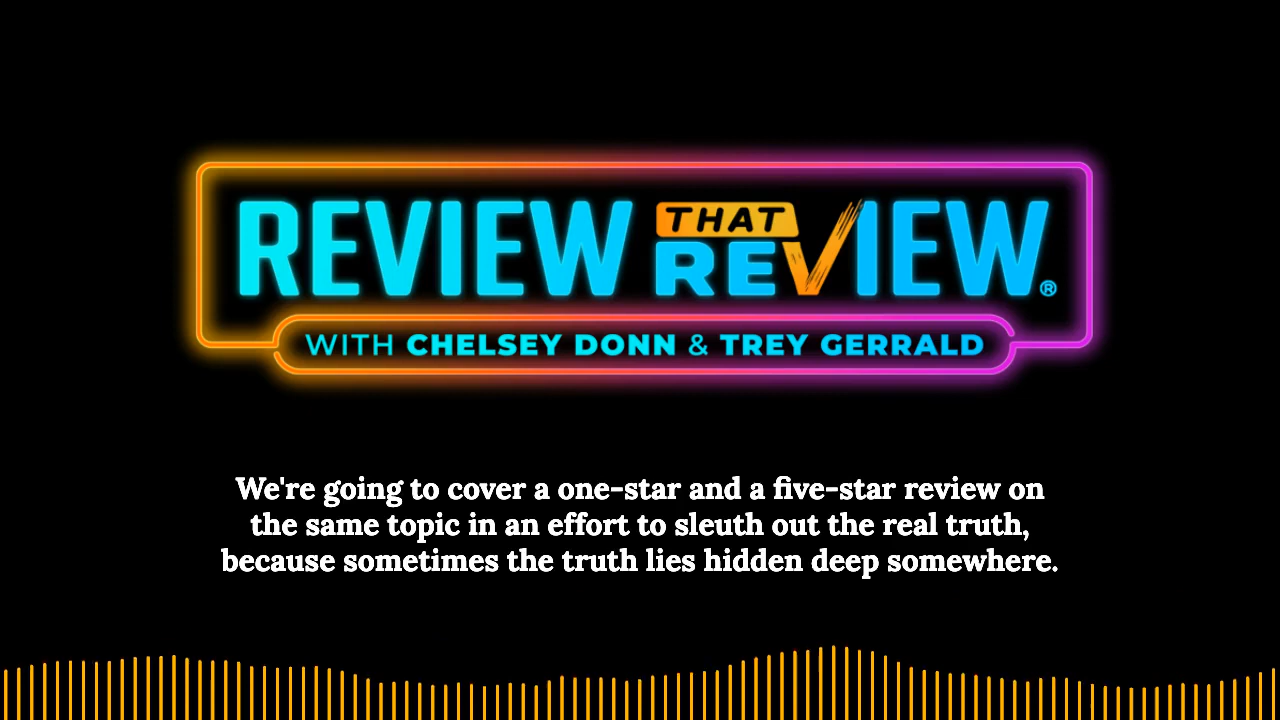 REVIEW THAT REVIEW®
WITH CHELSEY DONN & TREY GERRALD
We're going to cover a one-star and a five-star review on
the same topic in an effort to sleuth out the real truth,
because sometimes the truth lies hidden deep somewhere.